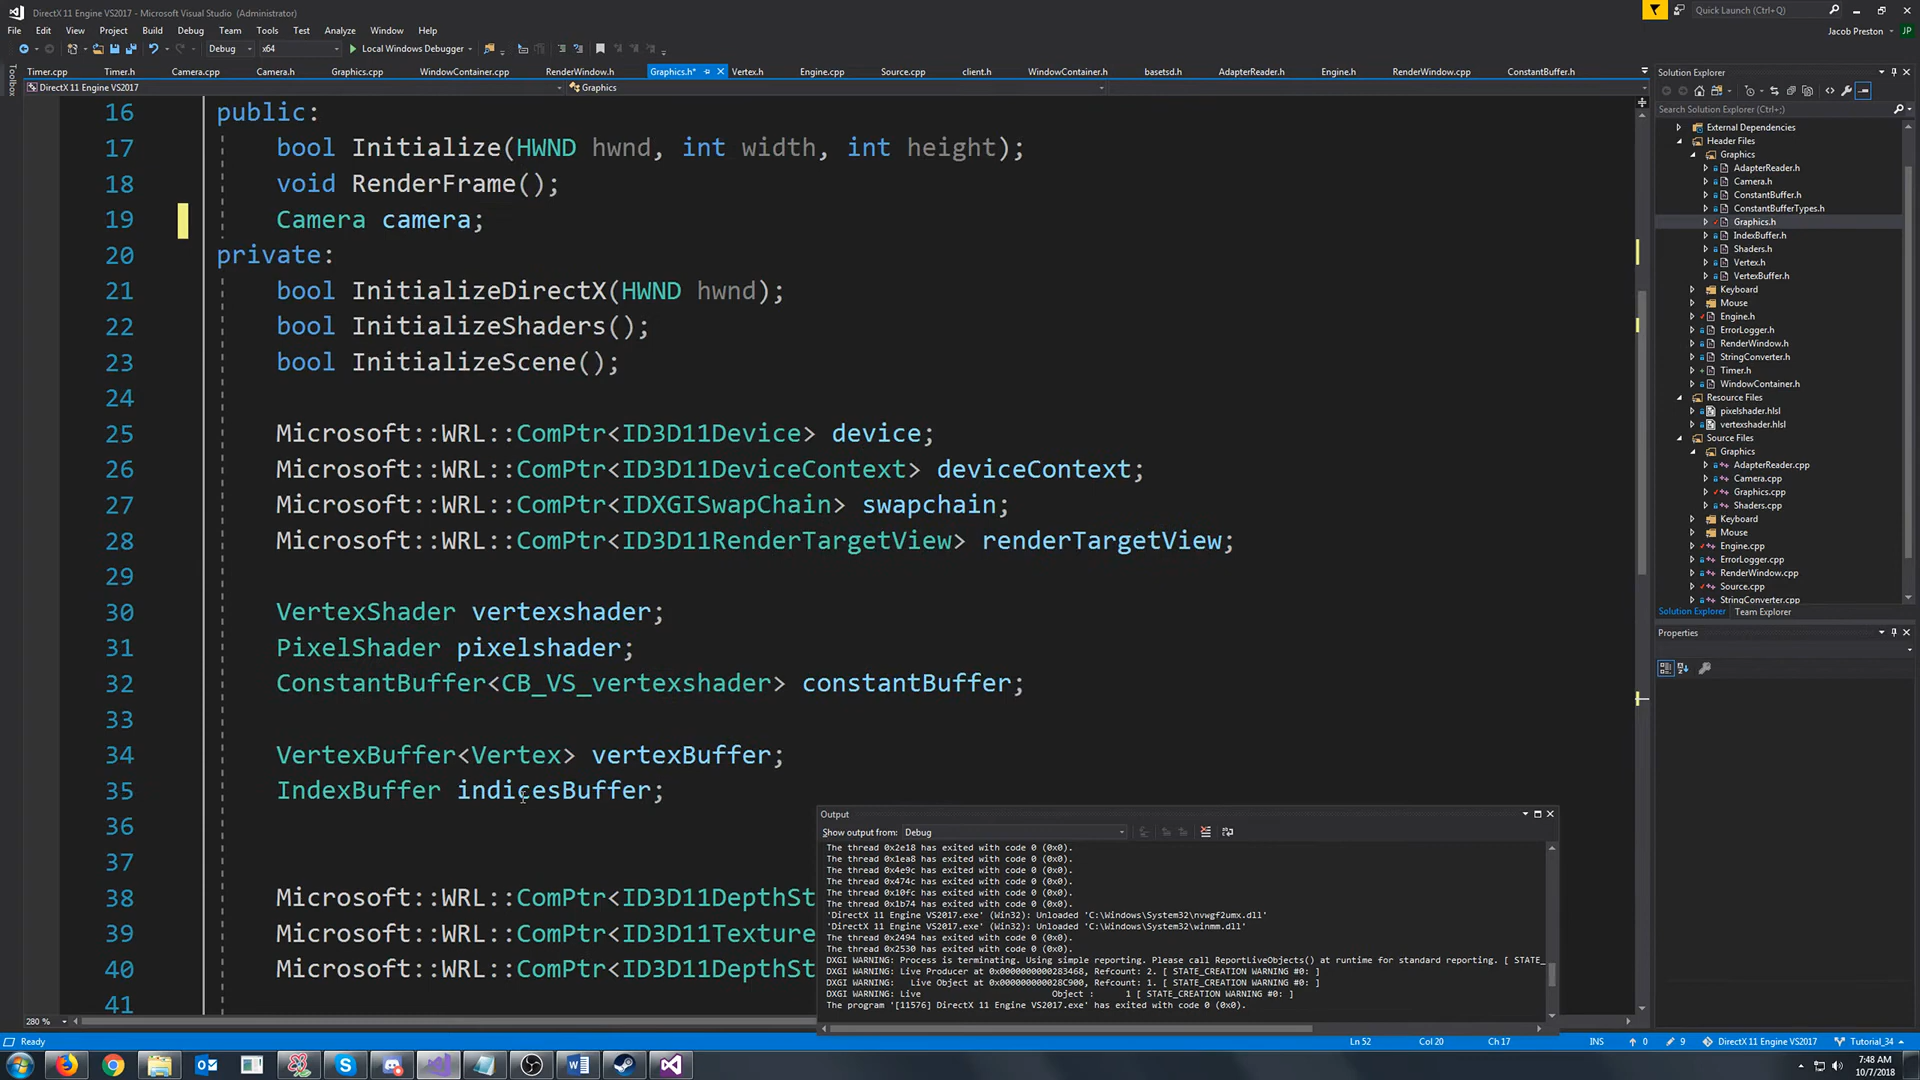 DirectX 11 Engine VS2017 - Microsoft Visual Studio (Administrator)
Quick Launch (Ctrl+Q)
File Edit View Project Build Debug Team Tools Test Analyze Window Help
Jacob Preston JP
Debug x64 Local Windows Debugger
Toolbox
Timer.cpp Timer.h Camera.cpp Camera.h Graphics.cpp WindowContainer.cpp RenderWindow.h Graphics.h* Vertex.h Engine.cpp Source.cpp client.h WindowContainer.h basetsd.h AdapterReader.h Engine.h RenderWindow.cpp ConstantBuffer.h
DirectX 11 Engine VS2017 Graphics
16 public:
17 bool Initialize(HWND hwnd, int width, int height);
18 void RenderFrame();
19 Camera camera;
20 private:
21 bool InitializeDirectX(HWND hwnd);
22 bool InitializeShaders();
23 bool InitializeScene();
24
25 Microsoft::WRL::ComPtr<ID3D11Device> device;
26 Microsoft::WRL::ComPtr<ID3D11DeviceContext> deviceContext;
27 Microsoft::WRL::ComPtr<IDXGISwapChain> swapchain;
28 Microsoft::WRL::ComPtr<ID3D11RenderTargetView> renderTargetView;
29
30 VertexShader vertexshader;
31 PixelShader pixelshader;
32 ConstantBuffer<CB_VS_vertexshader> constantBuffer;
33
34 VertexBuffer<Vertex> vertexBuffer;
35 IndexBuffer indicesBuffer;
36
37
38 Microsoft::WRL::ComPtr<ID3D11DepthSt
39 Microsoft::WRL::ComPtr<ID3D11Texture
40 Microsoft::WRL::ComPtr<ID3D11DepthSt
41
280 %
Output
Show output from: Debug
The thread 0x2e18 has exited with code 0 (0x0).
The thread 0x1ea8 has exited with code 0 (0x0).
The thread 0x4e9c has exited with code 0 (0x0).
The thread 0x474c has exited with code 0 (0x0).
The thread 0x10fc has exited with code 0 (0x0).
The thread 0x1b74 has exited with code 0 (0x0).
'DirectX 11 Engine VS2017.exe' (Win32): Unloaded 'C:\Windows\System32\nvwgf2umx.dll'
'DirectX 11 Engine VS2017.exe' (Win32): Unloaded 'C:\Windows\System32\winmm.dll'
The thread 0x2494 has exited with code 0 (0x0).
The thread 0x2530 has exited with code 0 (0x0).
DXGI WARNING: Process is terminating. Using simple reporting. Please call ReportLiveObjects() at runtime for standard reporting. [ STATE_
DXGI WARNING: Live Producer at 0x0000000000283468, Refcount: 2. [ STATE_CREATION WARNING #0: ]
DXGI WARNING: Live Object at 0x000000000028C900, Refcount: 1. [ STATE_CREATION WARNING #0: ]
DXGI WARNING: Live Object : 1 [ STATE_CREATION WARNING #0: ]
The program '[11576] DirectX 11 Engine VS2017.exe' has exited with code 0 (0x0).
Solution Explorer
Search Solution Explorer (Ctrl+;)
External Dependencies
Header Files
Graphics
AdapterReader.h
Camera.h
ConstantBuffer.h
ConstantBufferTypes.h
Graphics.h
IndexBuffer.h
Shaders.h
Vertex.h
VertexBuffer.h
Keyboard
Mouse
Engine.h
ErrorLogger.h
RenderWindow.h
StringConverter.h
Timer.h
WindowContainer.h
Resource Files
pixelshader.hlsl
vertexshader.hlsl
Source Files
Graphics
AdapterReader.cpp
Camera.cpp
Graphics.cpp
Shaders.cpp
Keyboard
Mouse
Engine.cpp
ErrorLogger.cpp
RenderWindow.cpp
Source.cpp
StringConverter.cpp
Solution Explorer Team Explorer
Properties
Ready Ln 52 Col 20 Ch 17 INS 0 9 DirectX 11 Engine VS2017 Tutorial_34
7:48 AM
10/7/2018